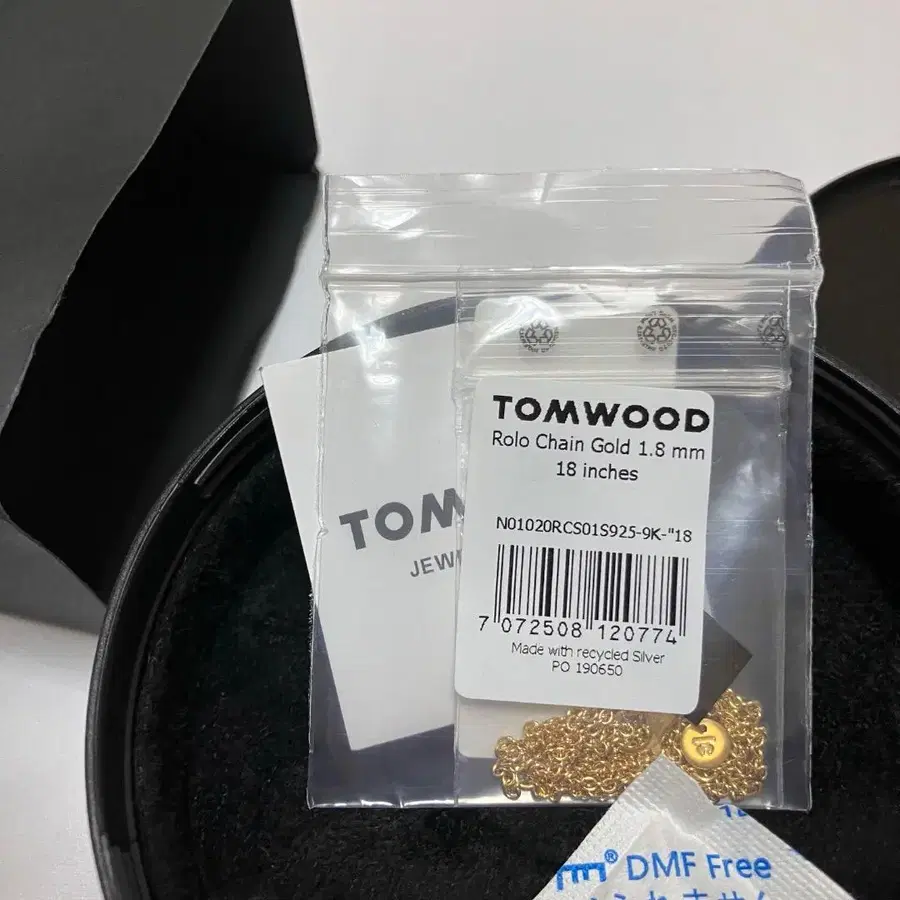 TOMWOOD
Rolo Chain Gold 1.8 mm
18 inches
N01020RCS01S925-9K-"18
7 072508 120774
Made with recycled Silver
PO 190650
TOM
JEW
® DMF Free